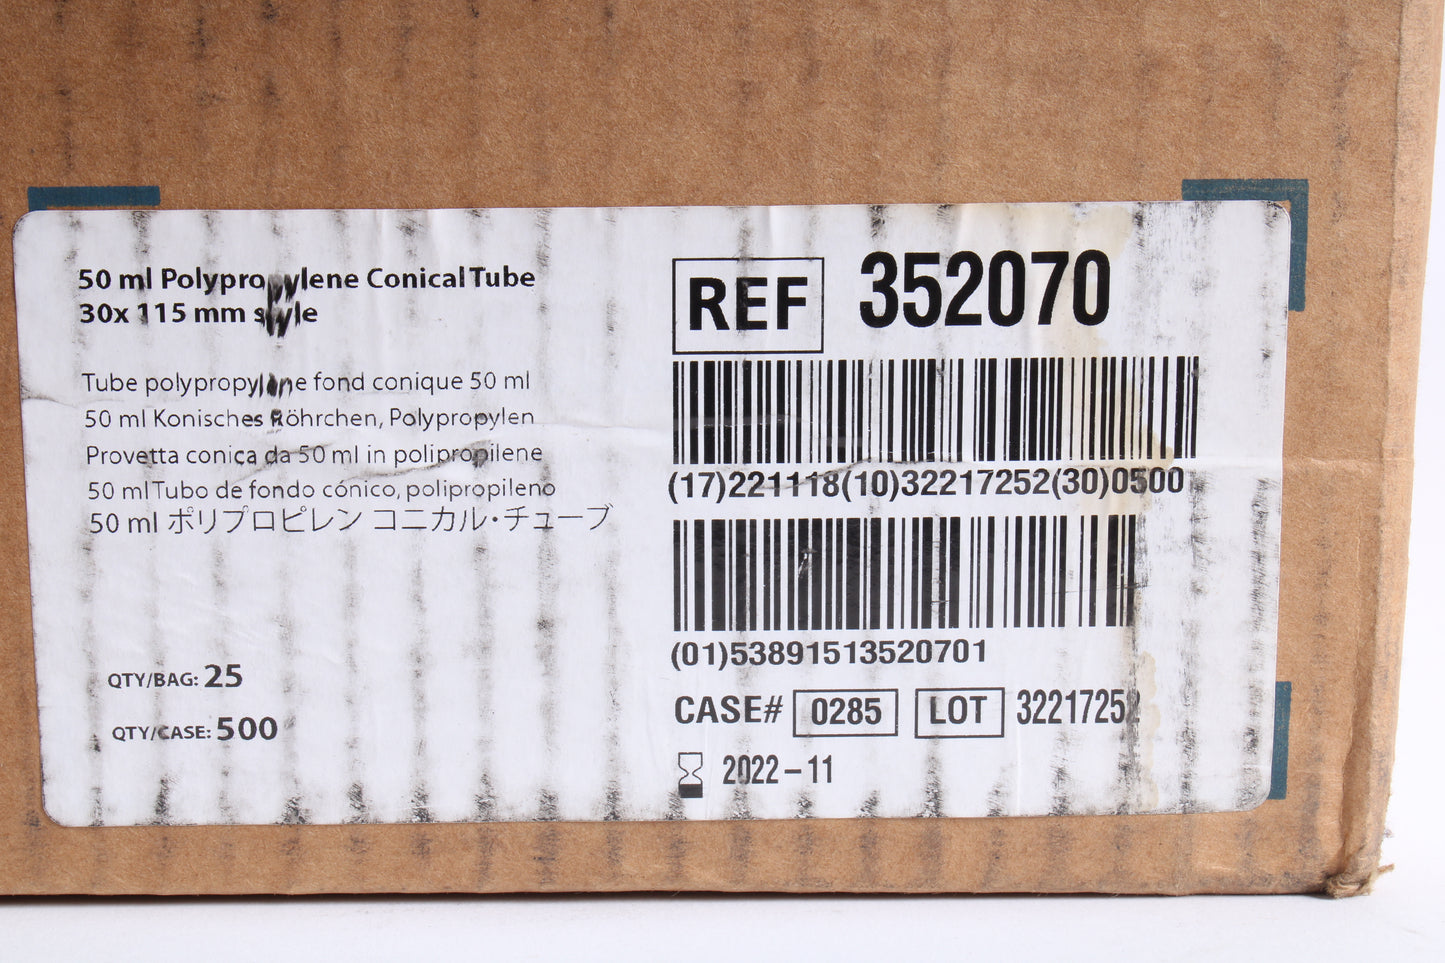 50 ml Polypropylene Conical Tube
30x 115 mm style
Tube polypropylène fond conique 50 ml
50 ml Konisches Röhrchen, Polypropylen
Provetta conica da 50 ml in polipropilene
50 ml Tubo de fondo cónico, polipropileno
50 ml ポリプロピレン コニカル・チューブ
QTY/BAG: 25
QTY/CASE: 500
REF 352070
(17)221118(10)32217252(30)0500
(01)53891513520701
CASE# 0285 LOT 32217252
2022-11